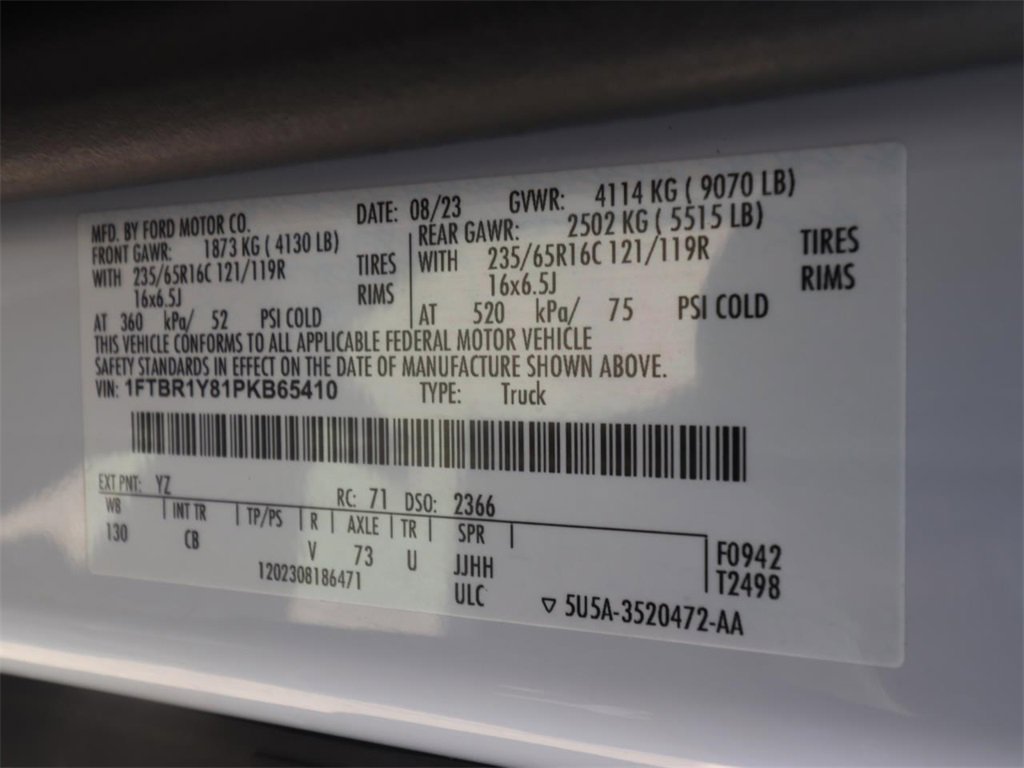 MFD. BY FORD MOTOR CO. DATE: 08/23 GVWR: 4114 KG ( 9070 LB)
FRONT GAWR: 1873 KG ( 4130 LB) REAR GAWR: 2502 KG ( 5515 LB)
WITH 235/65R16C 121/119R TIRES WITH 235/65R16C 121/119R TIRES
16x6.5J RIMS 16x6.5J RIMS
AT 360 kPa/ 52 PSI COLD AT 520 kPa/ 75 PSI COLD
THIS VEHICLE CONFORMS TO ALL APPLICABLE FEDERAL MOTOR VEHICLE
SAFETY STANDARDS IN EFFECT ON THE DATE OF MANUFACTURE SHOWN ABOVE.
VIN: 1FTBR1Y81PKB65410 TYPE: Truck
EXT PNT: YZ RC: 71 DSO: 2366
WB INT TR TP/PS R AXLE TR SPR
130 CB V 73 U JJHH F0942
1202308186471 ULC T2498
▽ 5U5A-3520472-AA